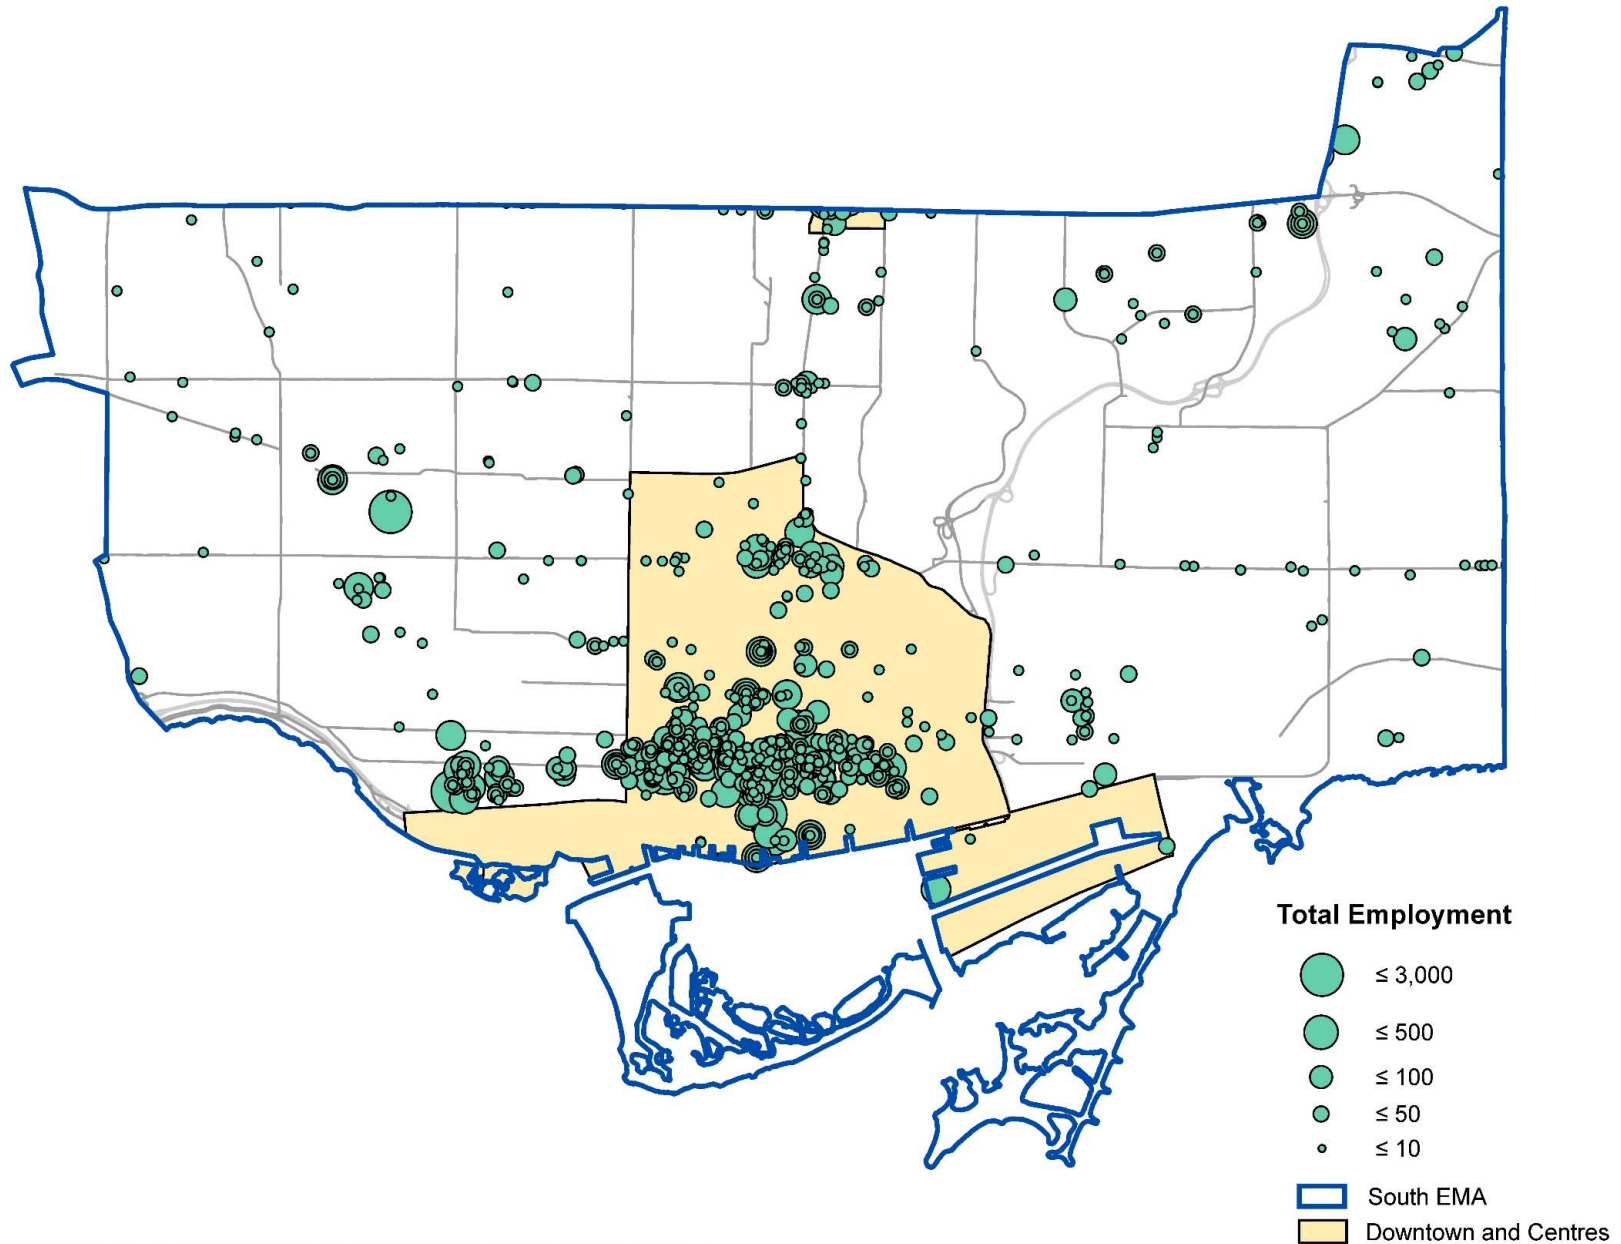 Total Employment
≤ 3,000
≤ 500
≤ 100
≤ 50
≤ 10
South EMA
Downtown and Centres